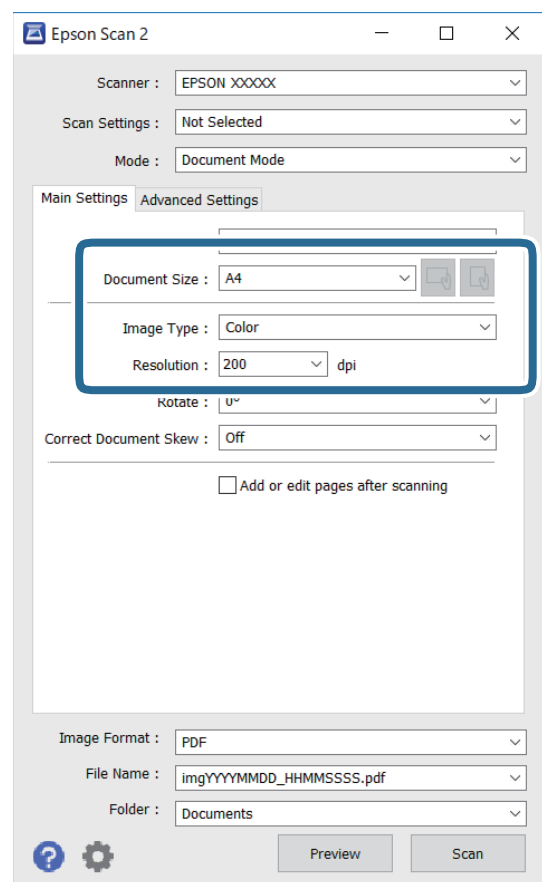 Epson Scan 2
Scanner : EPSON XXXXX
Scan Settings : Not Selected
Mode : Document Mode
Main Settings Advanced Settings
Document Size : A4
Image Type : Color
Resolution : 200 dpi
Rotate : 0°
Correct Document Skew : Off
Add or edit pages after scanning
Image Format : PDF
File Name : imgYYYYMMDD_HHMMSSSS.pdf
Folder : Documents
? Preview Scan